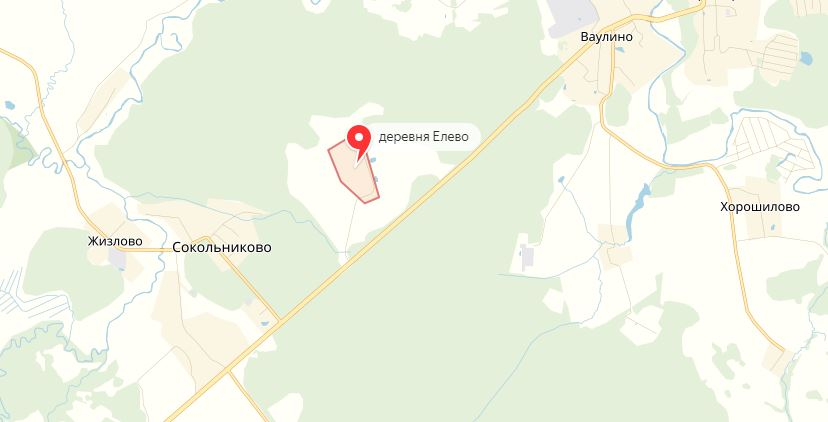 Ваулино
деревня Елево
Хорошилово
Жизлово
Сокольниково